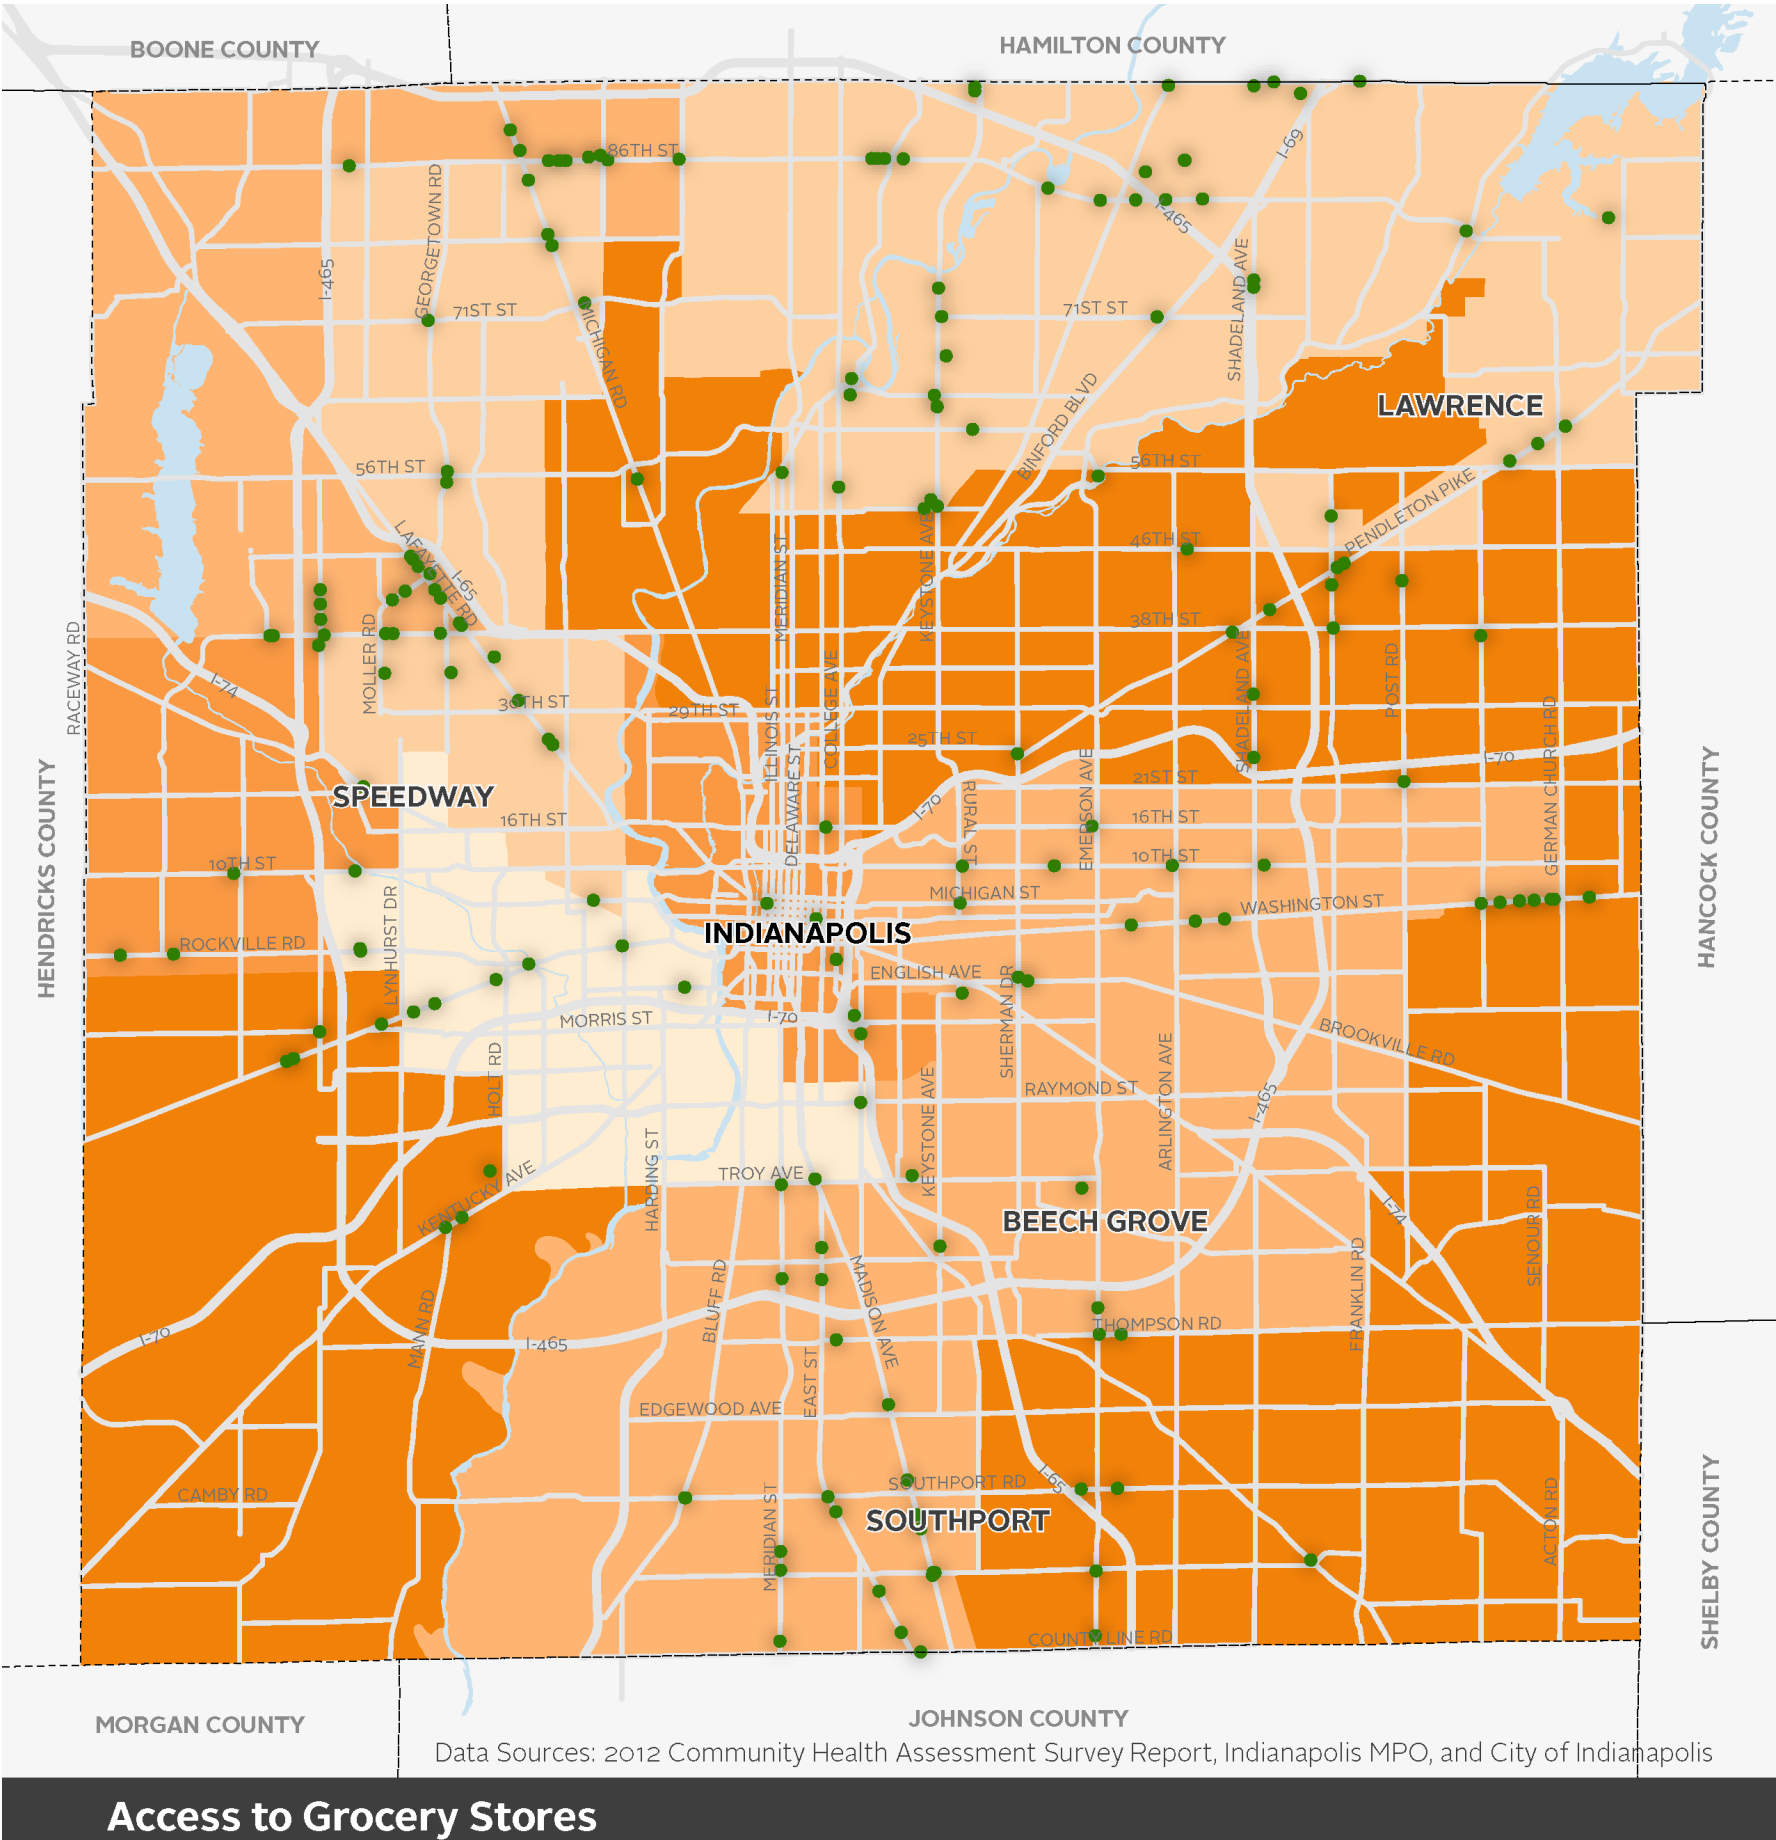 BOONE COUNTY
HAMILTON COUNTY
86TH ST
I-69
GEORGETOWN RD
I-465
I-465
SHADELAND AVE
71ST ST
MICHIGAN RD
71ST ST
BINFORD BLVD
LAWRENCE
56TH ST
56TH ST
PENDLETON PIKE
LAFAYETTE RD
I-65
MERIDIAN ST
KEYSTONE AVE
46TH ST
38TH ST
RACEWAY RD
MOLLER RD
I-74
30TH ST
29TH ST
ILLINOIS ST
COLLEGE AVE
SHADELAND AVE
POST RD
GERMAN CHURCH RD
25TH ST
DELAWARE ST
EMERSON AVE
I-70
21ST ST
SPEEDWAY
RURAL ST
I-70
16TH ST
16TH ST
HENDRICKS COUNTY
HANCOCK COUNTY
10TH ST
10TH ST
LYNHURST DR
MICHIGAN ST
WASHINGTON ST
INDIANAPOLIS
ROCKVILLE RD
ENGLISH AVE
SHERMAN DR
MORRIS ST
I-70
BROOKVILLE RD
HOLT RD
KEYSTONE AVE
RAYMOND ST
ARLINGTON AVE
I-465
HARDING ST
TROY AVE
KENTUCKY AVE
BEECH GROVE
I-74
SENOUR RD
FRANKLIN RD
BLUFF RD
MADISON AVE
MANN RD
I-70
I-465
THOMPSON RD
EAST ST
EDGEWOOD AVE
CAMBY RD
MERIDIAN ST
SOUTHPORT RD
I-65
SOUTHPORT
ACTON RD
SHELBY COUNTY
COUNTY LINE RD
MORGAN COUNTY
JOHNSON COUNTY
Data Sources: 2012 Community Health Assessment Survey Report, Indianapolis MPO, and City of Indianapolis
Access to Grocery Stores